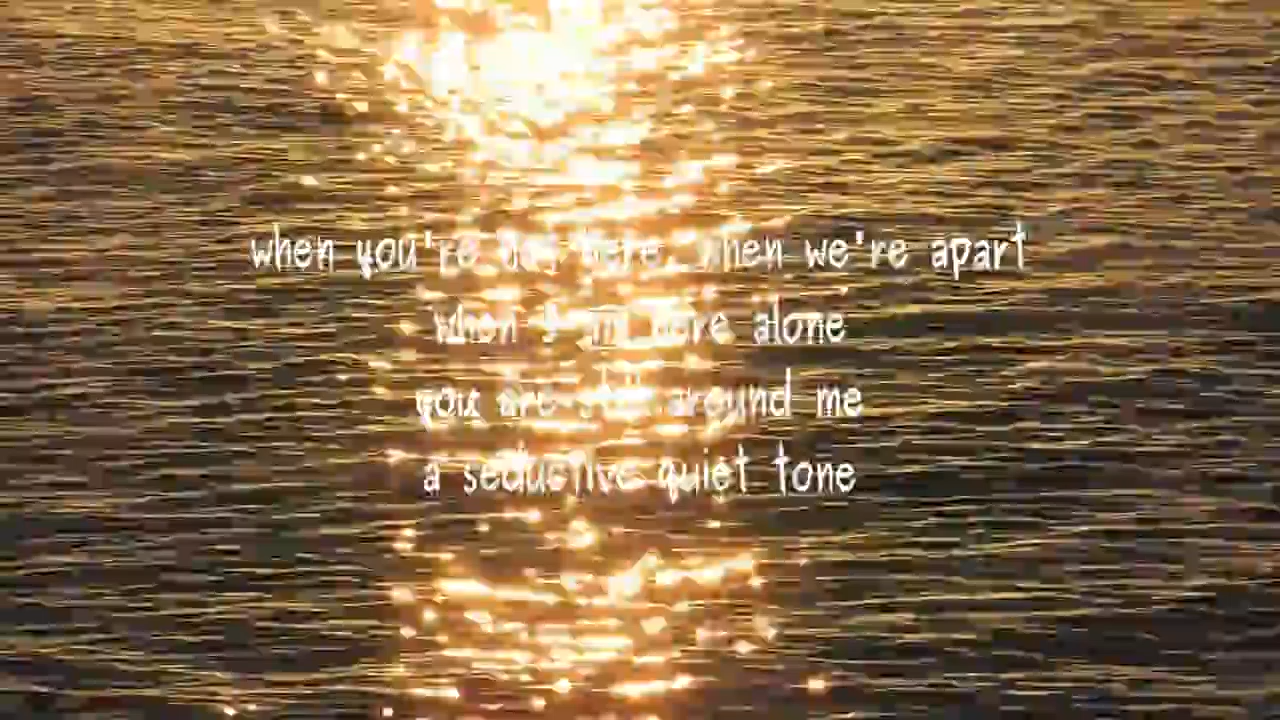 when you're not here, when we're apart
when I am here alone
you are still around me
a seductive quiet tone